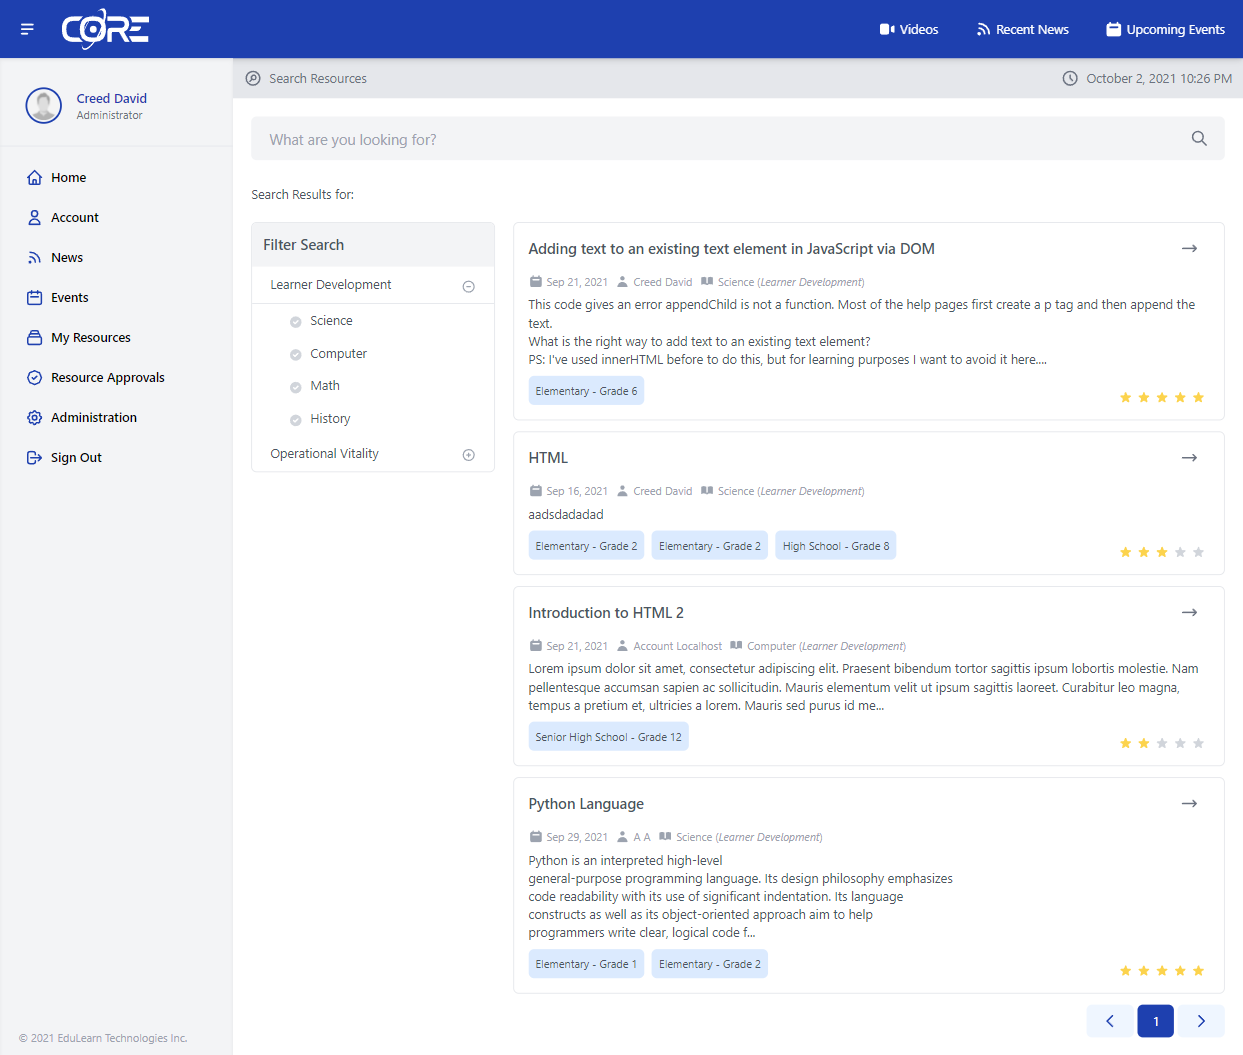 CORE
Videos
Recent News
Upcoming Events
Creed David
Administrator
Home
Account
News
Events
My Resources
Resource Approvals
Administration
Sign Out
© 2021 EduLearn Technologies Inc.
Search Resources
October 2, 2021 10:26 PM
What are you looking for?
Search Results for:
Filter Search
Learner Development
Science
Computer
Math
History
Operational Vitality
Adding text to an existing text element in JavaScript via DOM
Sep 21, 2021 Creed David Science (Learner Development)
This code gives an error appendChild is not a function. Most of the help pages first create a p tag and then append the
text.
What is the right way to add text to an existing text element?
PS: I've used innerHTML before to do this, but for learning purposes I want to avoid it here....
Elementary - Grade 6
HTML
Sep 16, 2021 Creed David Science (Learner Development)
aadsdadadad
Elementary - Grade 2 Elementary - Grade 2 High School - Grade 8
Introduction to HTML 2
Sep 21, 2021 Account Localhost Computer (Learner Development)
Lorem ipsum dolor sit amet, consectetur adipiscing elit. Praesent bibendum tortor sagittis ipsum lobortis molestie. Nam
pellentesque accumsan sapien ac sollicitudin. Mauris elementum velit ut ipsum sagittis laoreet. Curabitur leo magna,
tempus a pretium et, ultricies a lorem. Mauris sed purus id me...
Senior High School - Grade 12
Python Language
Sep 29, 2021 A A Science (Learner Development)
Python is an interpreted high-level
general-purpose programming language. Its design philosophy emphasizes
code readability with its use of significant indentation. Its language
constructs as well as its object-oriented approach aim to help
programmers write clear, logical code f...
Elementary - Grade 1 Elementary - Grade 2
1